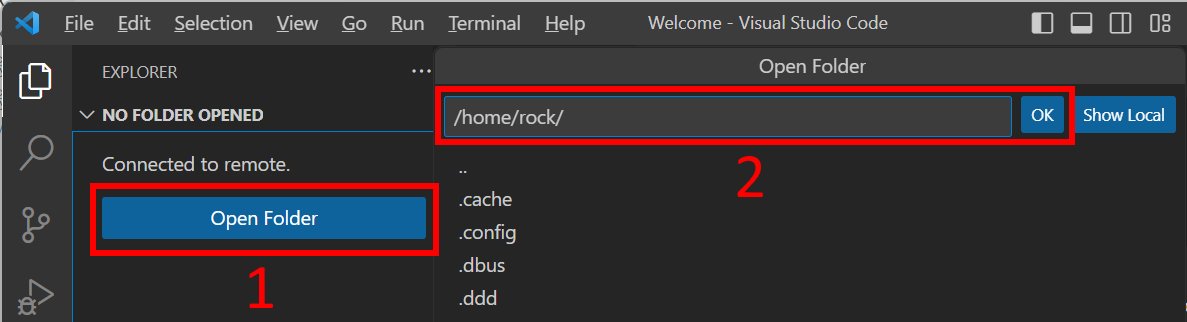 File Edit Selection View Go Run Terminal Help Welcome - Visual Studio Code
EXPLORER ...
NO FOLDER OPENED
Connected to remote.
Open Folder
1
Open Folder
/home/rock/ OK Show Local
2
..
.cache
.config
.dbus
.ddd